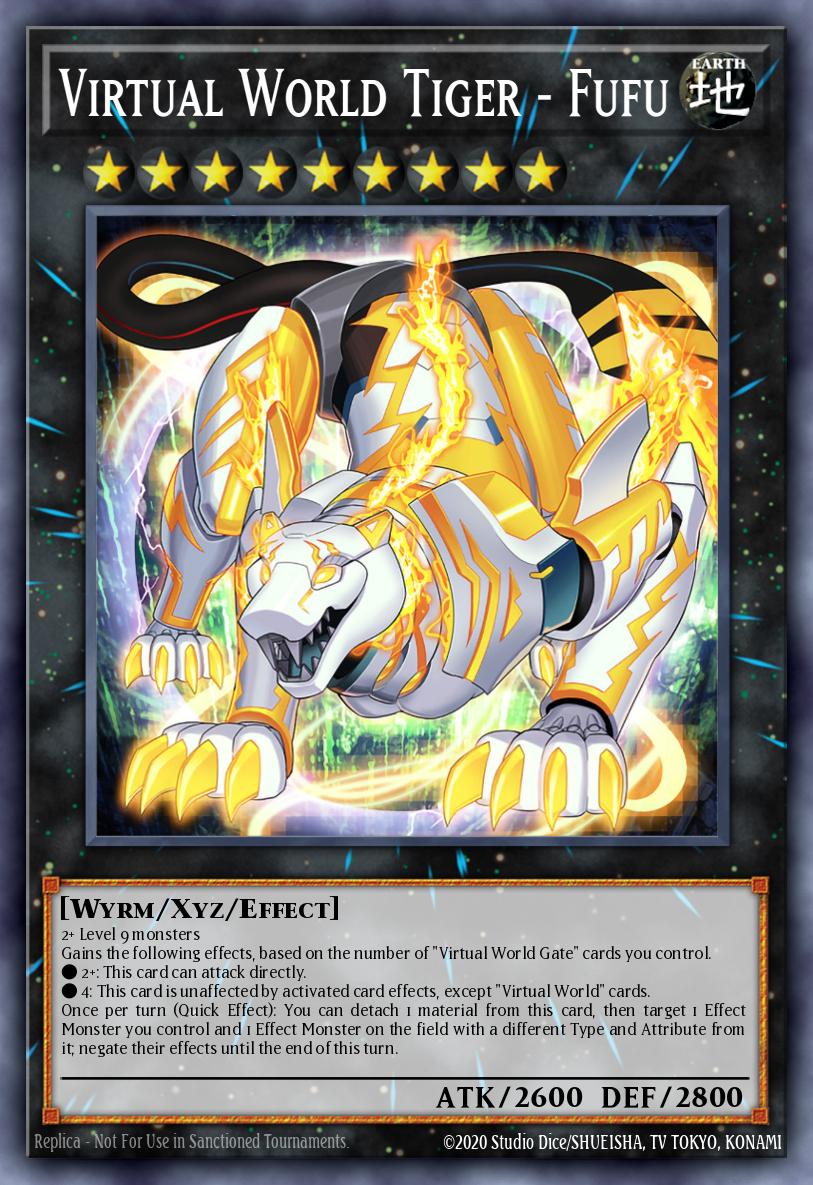 Virtual World Tiger - Fufu
EARTH
地
[Wyrm/Xyz/Effect]
2+ Level 9 monsters
Gains the following effects, based on the number of "Virtual World Gate" cards you control.
● 2+: This card can attack directly.
● 4: This card is unaffected by activated card effects, except "Virtual World" cards.
Once per turn (Quick Effect): You can detach 1 material from this card, then target 1 Effect
Monster you control and 1 Effect Monster on the field with a different Type and Attribute from
it; negate their effects until the end of this turn.
ATK/2600 DEF/2800
Replica - Not For Use in Sanctioned Tournaments.
©2020 Studio Dice/SHUEISHA, TV TOKYO, KONAMI